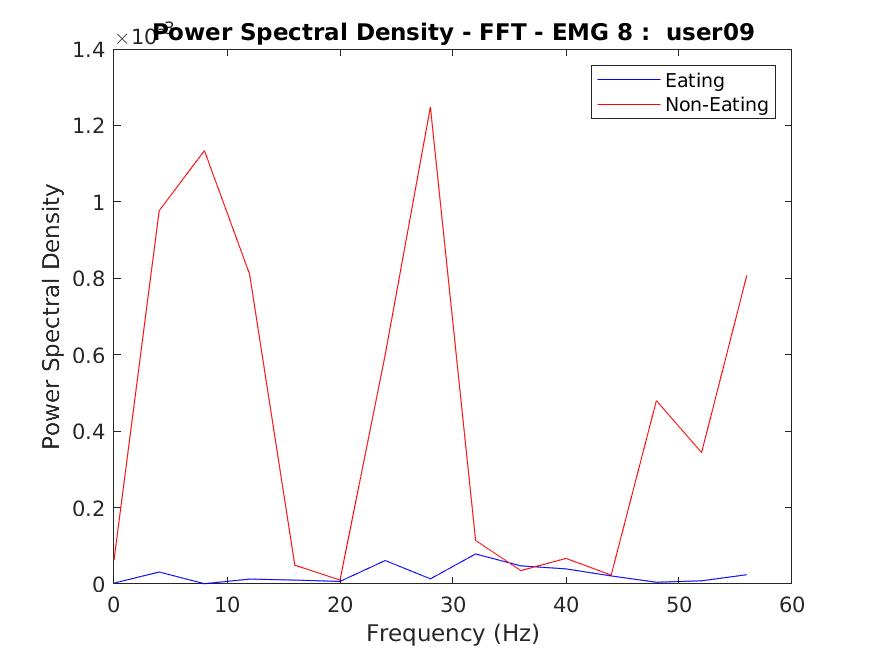 ×10
Power Spectral Density - FFT - EMG 8 : user09
1.4
1.2
1
0.8
0.6
0.4
0.2
0
Power Spectral Density
Eating
Non-Eating
0 10 20 30 40 50 60
Frequency (Hz)